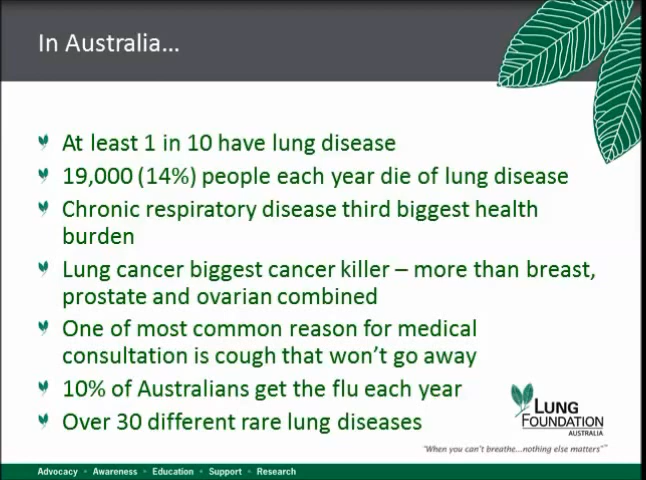 In Australia...
At least 1 in 10 have lung disease
19,000 (14%) people each year die of lung disease
Chronic respiratory disease third biggest health
burden
Lung cancer biggest cancer killer – more than breast,
prostate and ovarian combined
One of most common reason for medical
consultation is cough that won't go away
10% of Australians get the flu each year
Over 30 different rare lung diseases
LUNG
FOUNDATION
AUSTRALIA
"When you can't breathe...nothing else matters"™
Advocacy • Awareness • Education • Support • Research